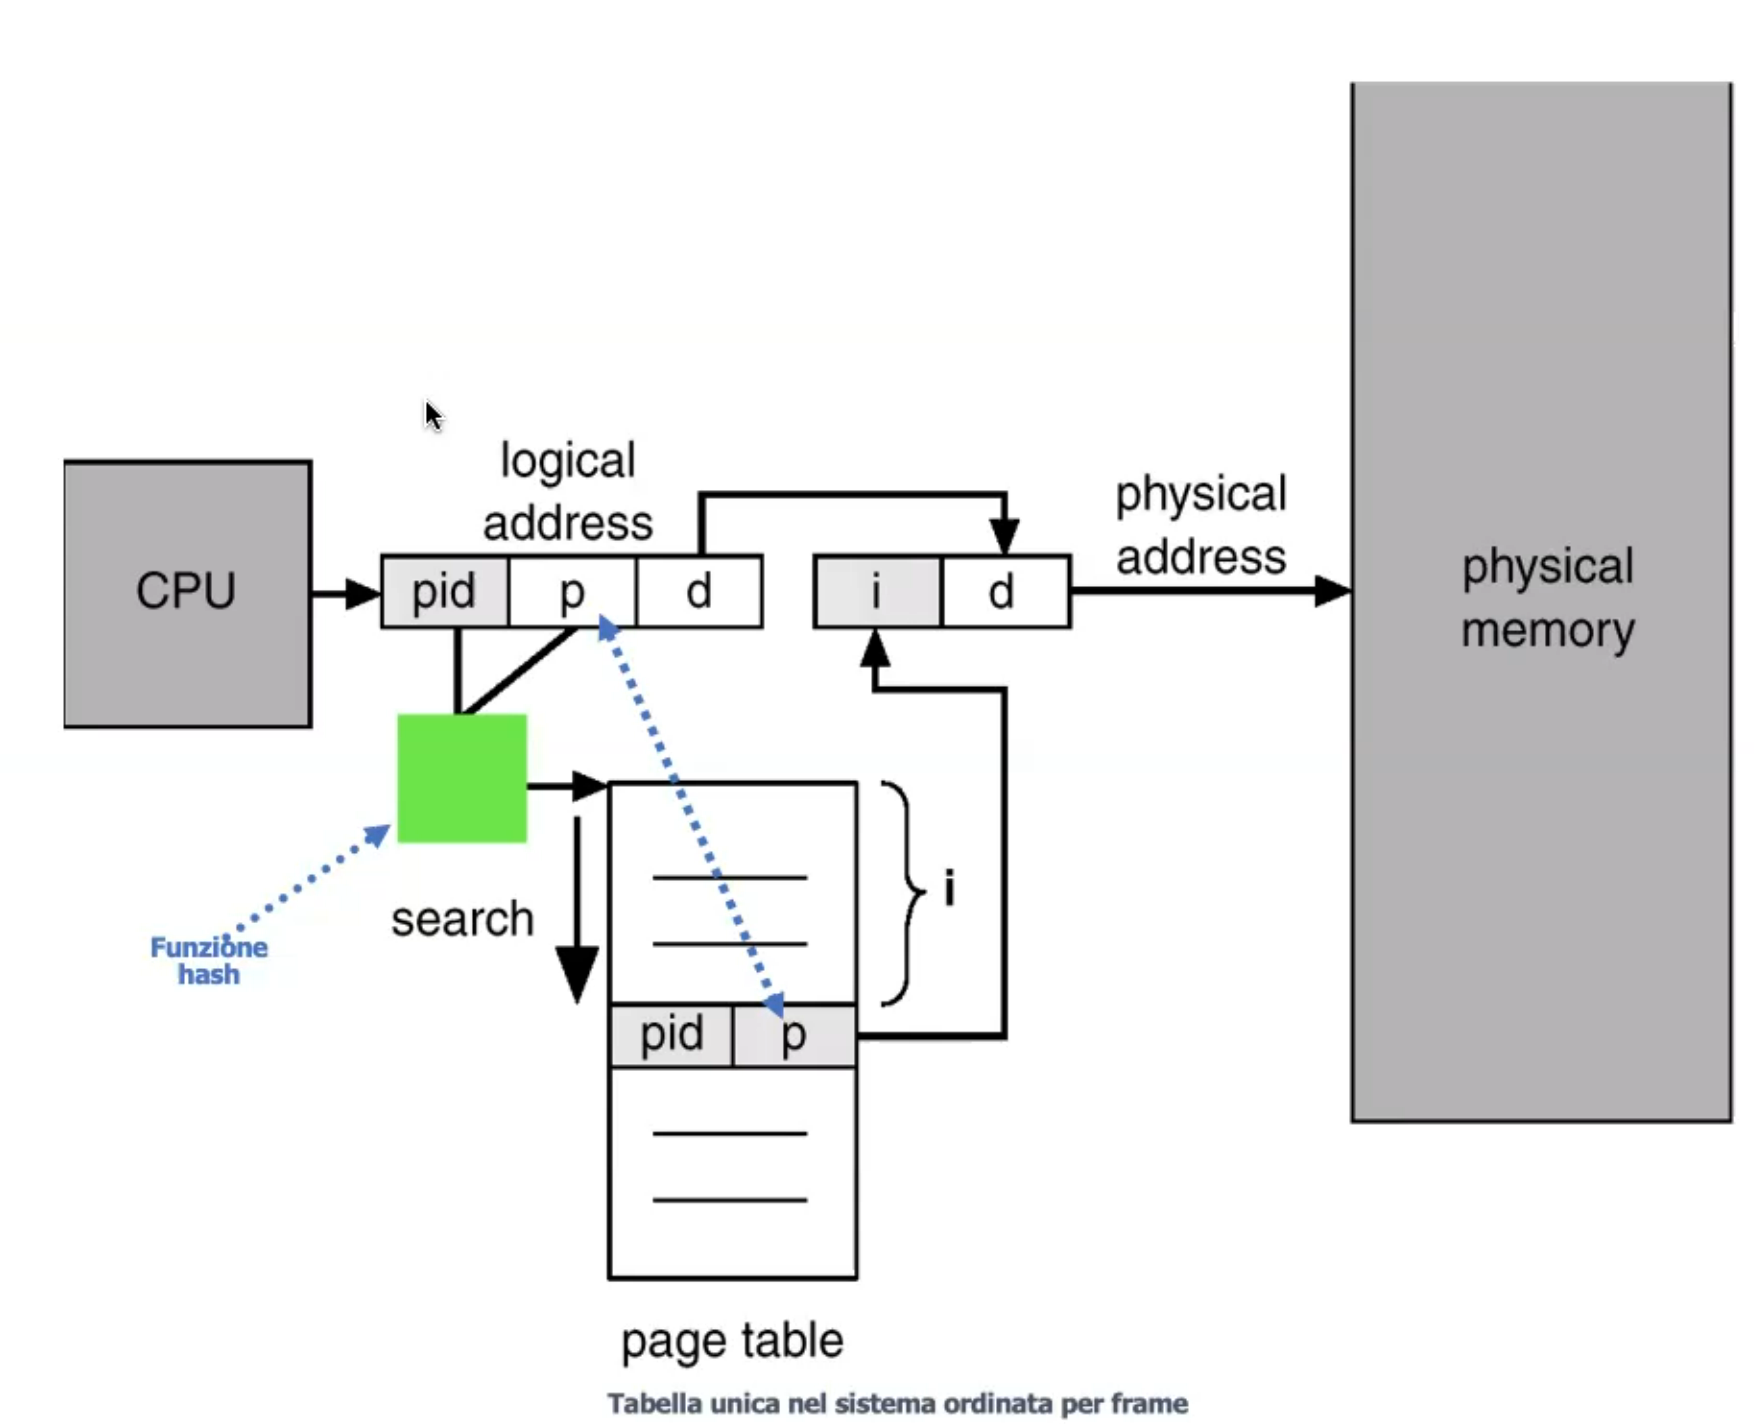 logical
address
physical
address
CPU
pid
p
d
i
d
physical
memory
search
i
Funzione
hash
pid
p
page table
Tabella unica nel sistema ordinata per frame